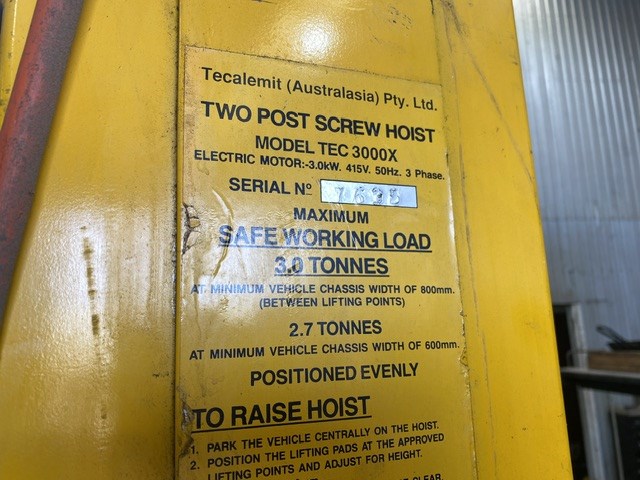 Tecalemit (Australasia) Pty. Ltd.
TWO POST SCREW HOIST
MODEL TEC 3000X
ELECTRIC MOTOR:-3.0kW. 415V. 50Hz. 3 Phase.
SERIAL Nº 7695
MAXIMUM
SAFE WORKING LOAD
3.0 TONNES
AT MINIMUM VEHICLE CHASSIS WIDTH OF 800mm.
(BETWEEN LIFTING POINTS)
2.7 TONNES
AT MINIMUM VEHICLE CHASSIS WIDTH OF 600mm.
POSITIONED EVENLY
TO RAISE HOIST
1. PARK THE VEHICLE CENTRALLY ON THE HOIST.
2. POSITION THE LIFTING PADS AT THE APPROVED
LIFTING POINTS AND ADJUST FOR HEIGHT.
CLEAR.